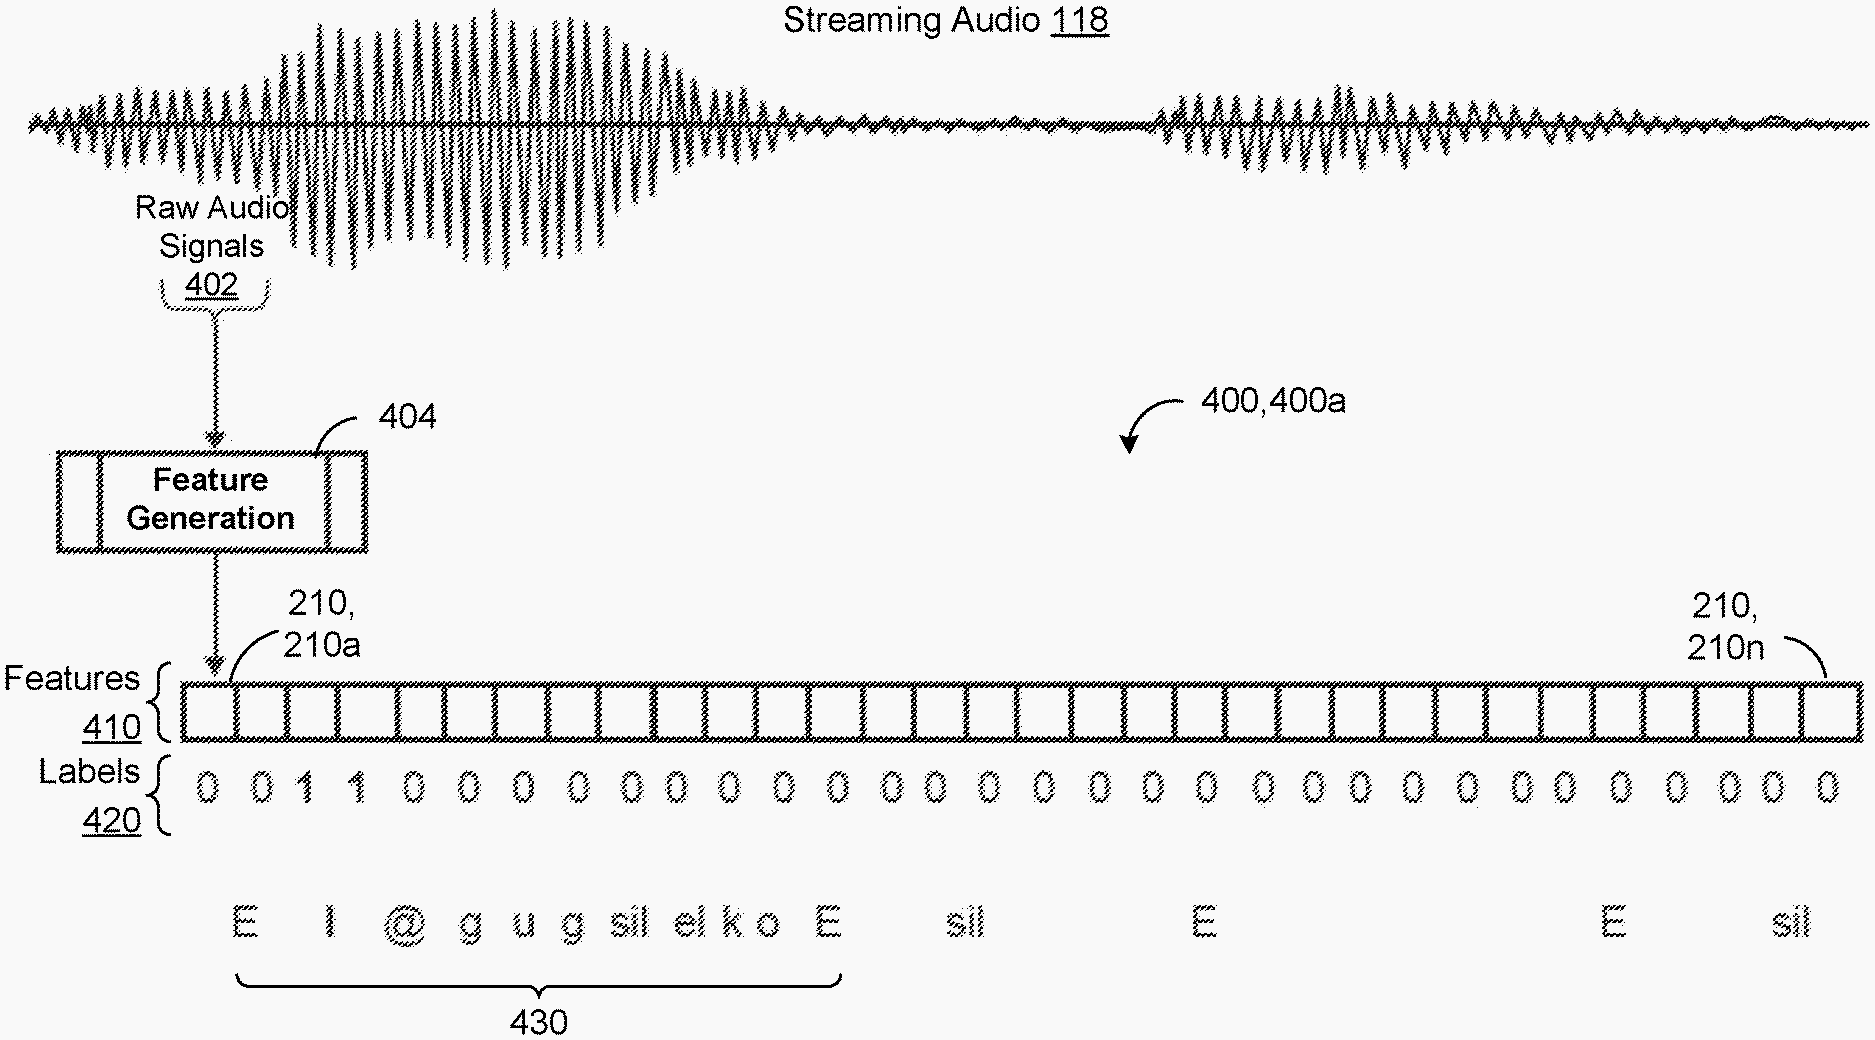 Streaming Audio 118
Raw Audio
Signals
402
400,400a
404
Feature
Generation
210,
210a
210,
210n
Features
410
Labels
420
0 0 1 1 0 0 0 0 0 0 0 0 0 0 0 0 0 0 0 0 0 0 0 0 0 0 0 0 0 0 0 0
E I @ g u g sil el k o E sil E E sil
430